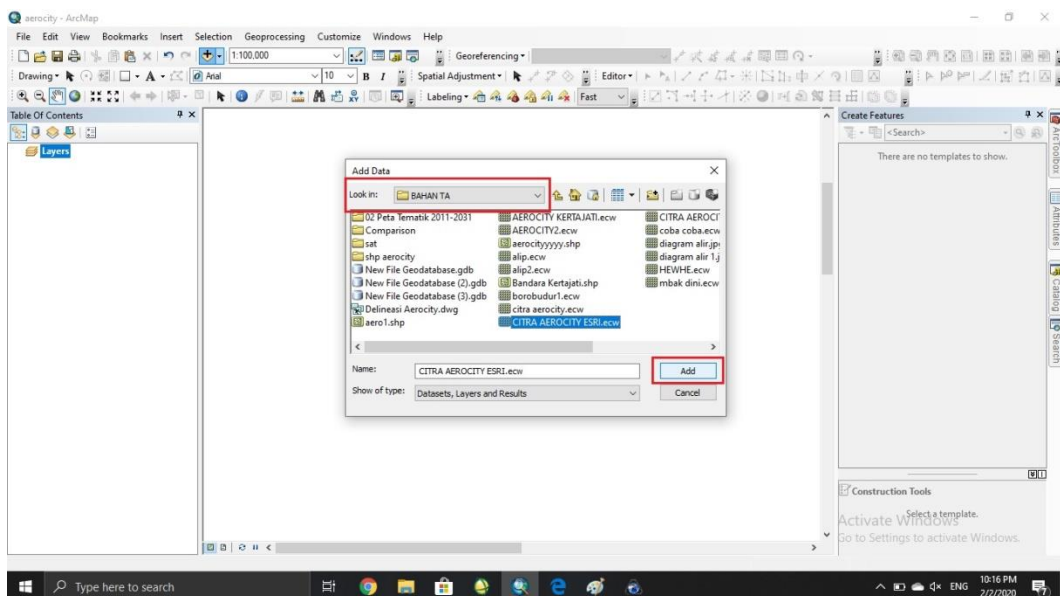 aerocity - ArcMap
File Edit View Bookmarks Insert Selection Geoprocessing Customize Windows Help
1:100,000 Georeferencing
Drawing A Arial 10 B I Spatial Adjustment Editor
Labeling Fast
Table Of Contents
Layers
Add Data
Look in: BAHAN TA
02 Peta Tematik 2011-2031 AEROCITY KERTAJATI.ecw CITRA AEROCI
Comparison AEROCITY2.ecw coba coba.ecw
sat aerocityyyyy.shp diagram alir.jp
shp aerocity alip.ecw diagram alir 1.j
New File Geodatabase.gdb alip2.ecw HEWHE.ecw
New File Geodatabase (2).gdb Bandara Kertajati.shp mbak dini.ecw
New File Geodatabase (3).gdb borobudur1.ecw
Delineasi Aerocity.dwg citra aerocity.ecw
aero1.shp CITRA AEROCITY ESRI.ecw
Name: CITRA AEROCITY ESRI.ecw Add
Show of type: Datasets, Layers and Results Cancel
Create Features
<Search>
There are no templates to show.
ArcToolbox
Attributes
Catalog
Search
Construction Tools
Select a template.
Activate Windows
Go to Settings to activate Windows.
Type here to search
ENG 10:16 PM
2/2/2020